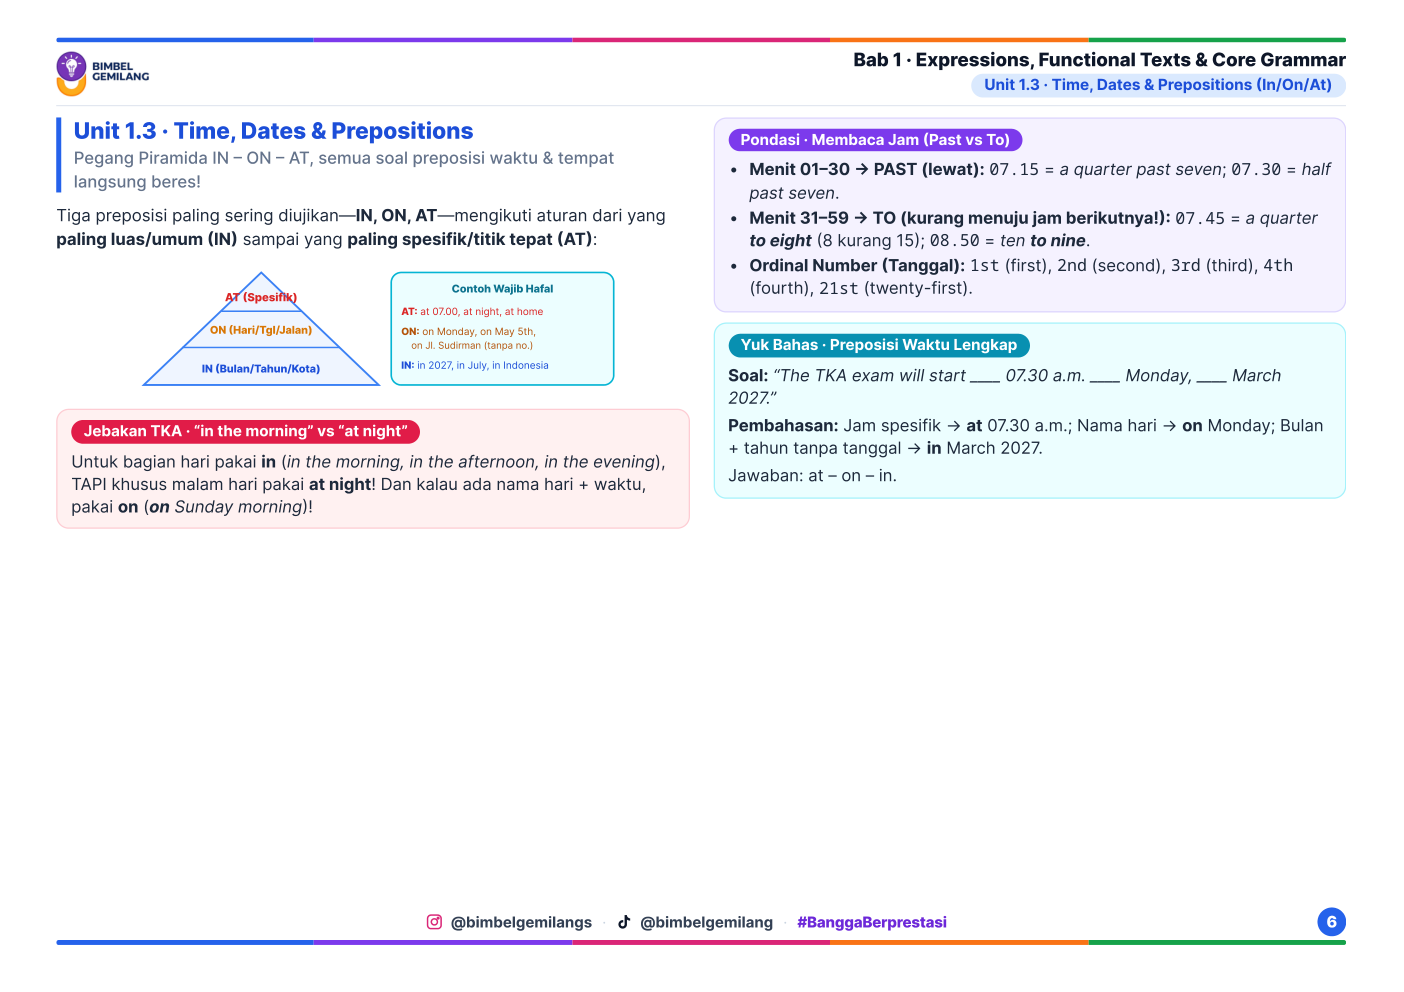 BIMBEL
GEMILANG
Bab 1 · Expressions, Functional Texts & Core Grammar
Unit 1.3 · Time, Dates & Prepositions (In/On/At)
Unit 1.3 · Time, Dates & Prepositions
Pegang Piramida IN – ON – AT, semua soal preposisi waktu & tempat
langsung beres!
Tiga preposisi paling sering diujikan—IN, ON, AT—mengikuti aturan dari yang
paling luas/umum (IN) sampai yang paling spesifik/titik tepat (AT):
AT (Spesifik)
ON (Hari/Tgl/Jalan)
IN (Bulan/Tahun/Kota)
Contoh Wajib Hafal
AT: at 07.00, at night, at home
ON: on Monday, on May 5th,
on Jl. Sudirman (tanpa no.)
IN: in 2027, in July, in Indonesia
Jebakan TKA · “in the morning” vs “at night”
Untuk bagian hari pakai in (in the morning, in the afternoon, in the evening),
TAPI khusus malam hari pakai at night! Dan kalau ada nama hari + waktu,
pakai on (on Sunday morning)!
Pondasi · Membaca Jam (Past vs To)
• Menit 01–30 → PAST (lewat): 07.15 = a quarter past seven; 07.30 = half
past seven.
• Menit 31–59 → TO (kurang menuju jam berikutnya!): 07.45 = a quarter
to eight (8 kurang 15); 08.50 = ten to nine.
• Ordinal Number (Tanggal): 1st (first), 2nd (second), 3rd (third), 4th
(fourth), 21st (twenty-first).
Yuk Bahas · Preposisi Waktu Lengkap
Soal: “The TKA exam will start ____ 07.30 a.m. ____ Monday, ____ March
2027.”
Pembahasan: Jam spesifik → at 07.30 a.m.; Nama hari → on Monday; Bulan
+ tahun tanpa tanggal → in March 2027.
Jawaban: at – on – in.
@bimbelgemilangs · @bimbelgemilang · #BanggaBerprestasi
6